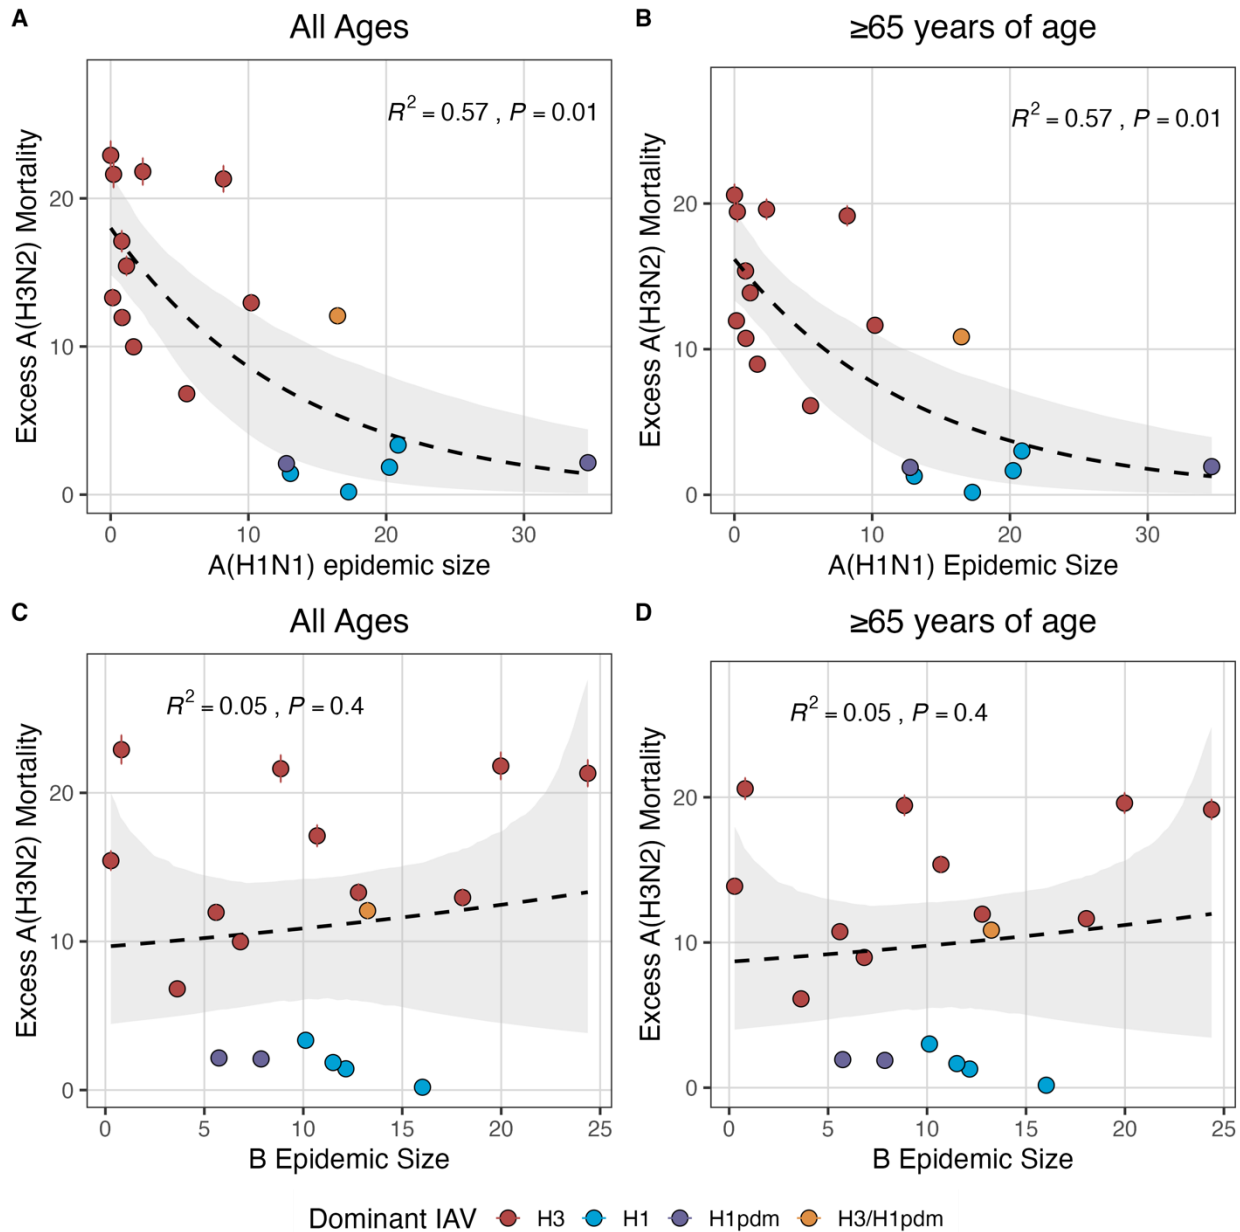 A
All Ages
R² = 0.57 , P = 0.01
Excess A(H3N2) Mortality
20
10
0
0 10 20 30
A(H1N1) epidemic size
B
≥65 years of age
R² = 0.57 , P = 0.01
Excess A(H3N2) Mortality
20
10
0
0 10 20 30
A(H1N1) Epidemic Size
C
All Ages
R² = 0.05 , P = 0.4
Excess A(H3N2) Mortality
20
10
0
0 5 10 15 20 25
B Epidemic Size
D
≥65 years of age
R² = 0.05 , P = 0.4
Excess A(H3N2) Mortality
20
10
0
0 5 10 15 20 25
B Epidemic Size
Dominant IAV H3 H1 H1pdm H3/H1pdm